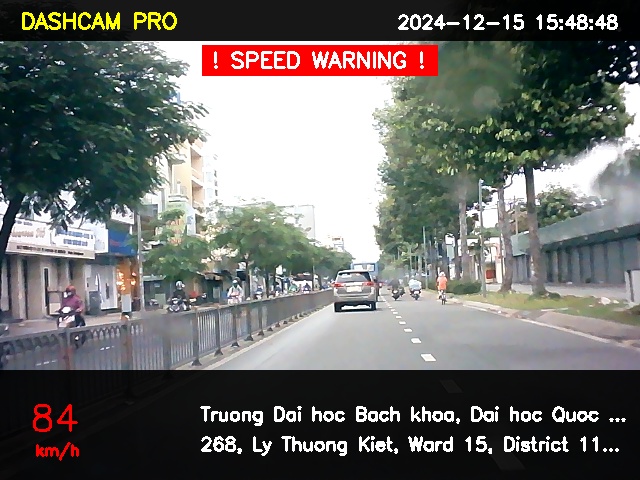 DASHCAM PRO
2024-12-15 15:48:48
! SPEED WARNING !
84
km/h
Truong Dai hoc Bach khoa, Dai hoc Quoc ...
268, Ly Thuong Kiet, Ward 15, District 11...